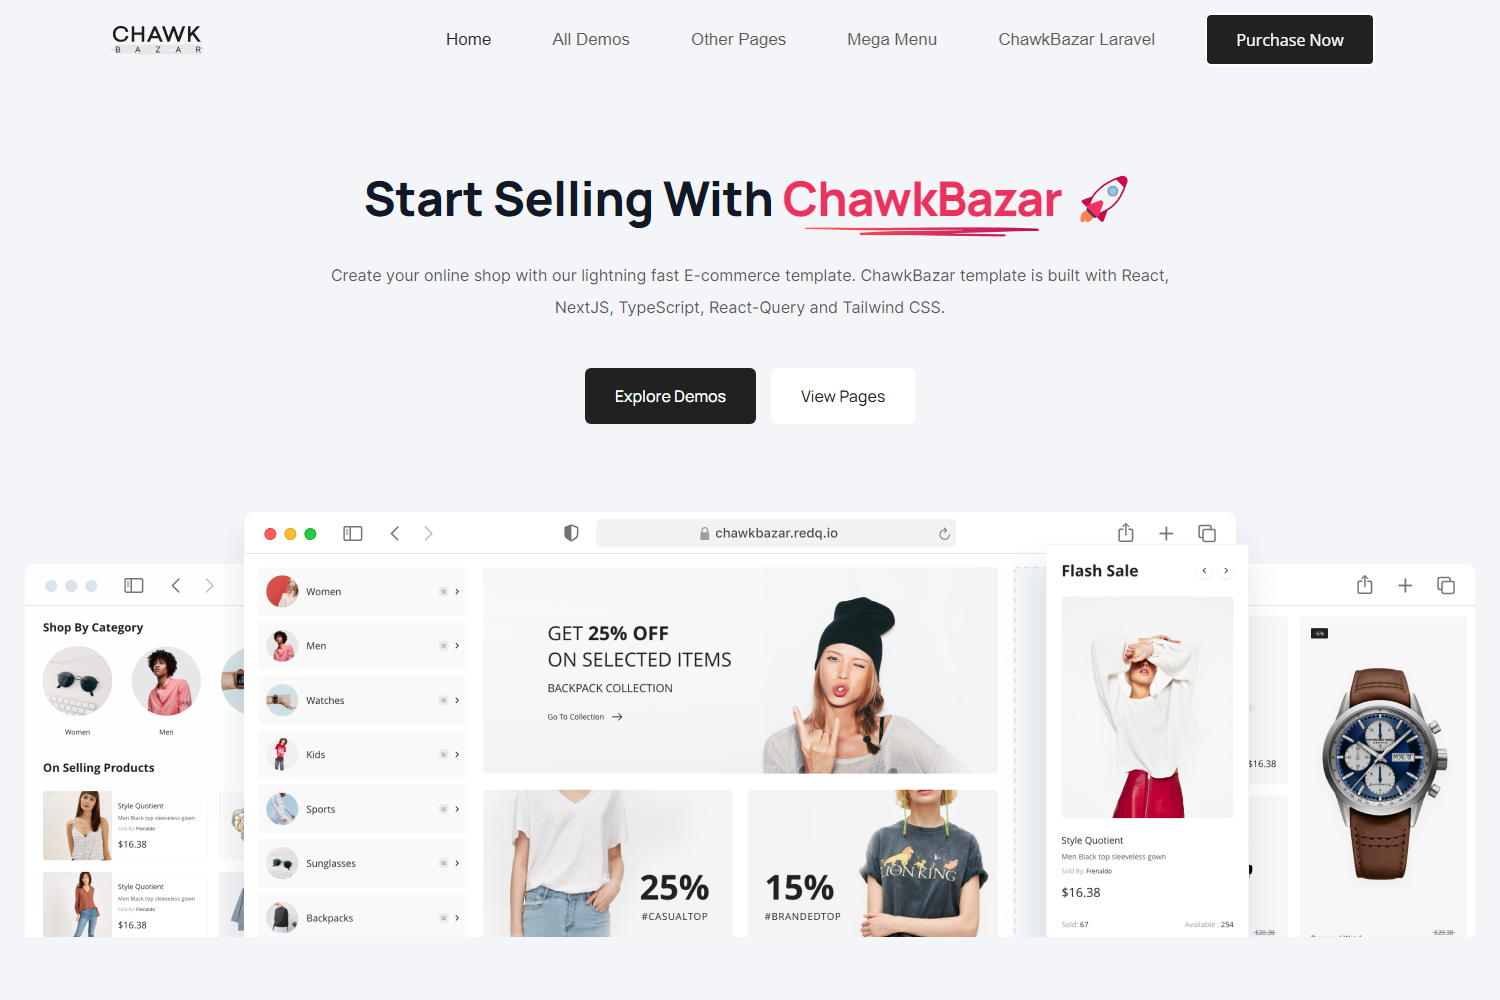 CHAWK
BAZAR
Home
All Demos
Other Pages
Mega Menu
ChawkBazar Laravel
Purchase Now
Start Selling With ChawkBazar
Create your online shop with our lightning fast E-commerce template. ChawkBazar template is built with React,
NextJS, TypeScript, React-Query and Tailwind CSS.
Explore Demos
View Pages
chawkbazar.redq.io
Shop By Category
Women
Men
On Selling Products
Style Quotient
Men Black top sleeveless gown
Sold By: Frenaldo
$16.38
Style Quotient
Men Black top sleeveless gown
Sold By: Frenaldo
$16.38
Women
Men
Watches
Kids
Sports
Sunglasses
Backpacks
GET 25% OFF
ON SELECTED ITEMS
BACKPACK COLLECTION
Go To Collection
25%
#CASUALTOP
15%
#BRANDEDTOP
LION KING
Flash Sale
Style Quotient
Men Black top sleeveless gown
Sold By: Frenaldo
$16.38
Sold: 67
Available : 254
$16.38
$20.38
-6%
$20.38